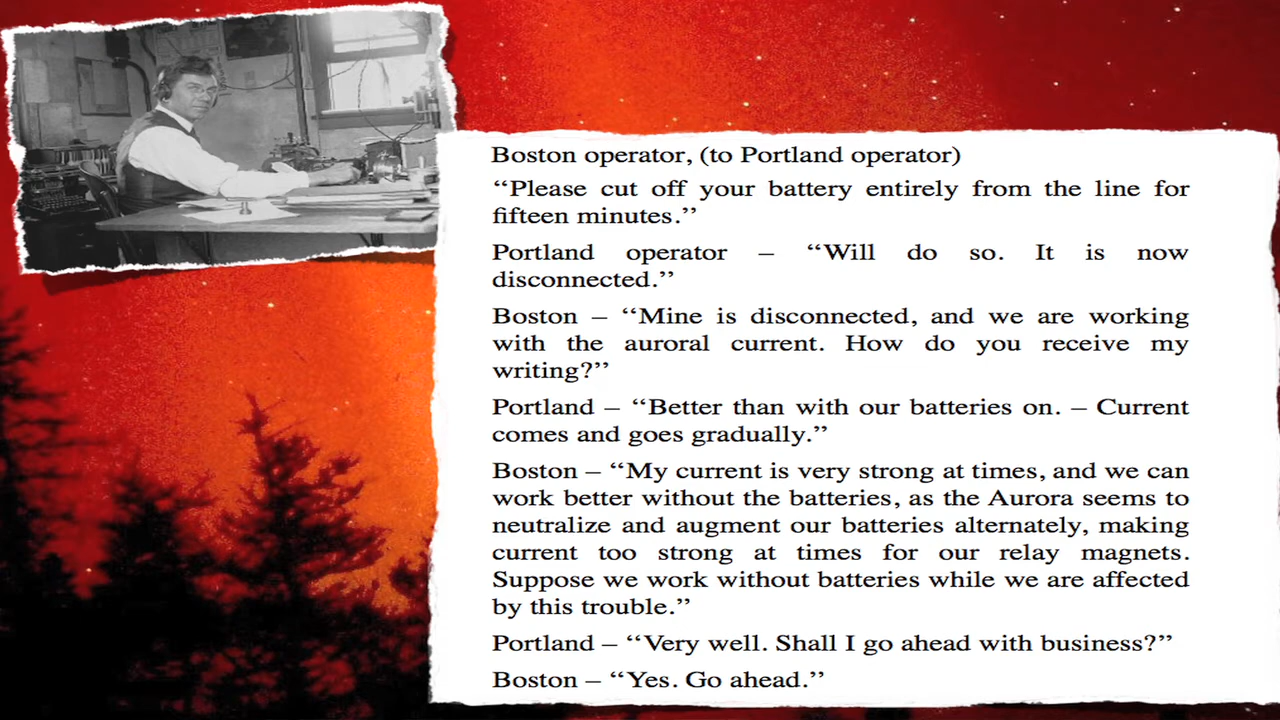 Boston operator, (to Portland operator)
“Please cut off your battery entirely from the line for
fifteen minutes.”
Portland operator – “Will do so. It is now
disconnected.”
Boston – “Mine is disconnected, and we are working
with the auroral current. How do you receive my
writing?”
Portland – “Better than with our batteries on. – Current
comes and goes gradually.”
Boston – “My current is very strong at times, and we can
work better without the batteries, as the Aurora seems to
neutralize and augment our batteries alternately, making
current too strong at times for our relay magnets.
Suppose we work without batteries while we are affected
by this trouble.”
Portland – “Very well. Shall I go ahead with business?”
Boston – “Yes. Go ahead.”